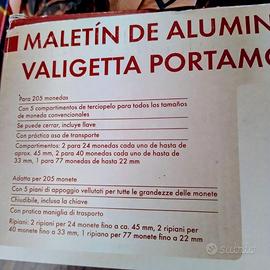 MALETÍN DE ALUMIN
VALIGETTA PORTAMO
Para 205 monedas
Con 5 compartimentos de terciopelo para todos los tamaños
de moneda convencionales
Se puede cerrar, incluye llave
Con práctica asa de transporte
Compartimentos: 2 para 24 monedas cada uno de hasta de
aprox. 45 mm, 2 para 40 monedas cada uno de hasta de
33 mm, 1 para 77 monedas de hasta 22 mm
Adatta per 205 monete
Con 5 piani di appoggio vellutati per tutte le grandezze delle monete
Chiudibile, inclusa la chiave
Con pratica maniglia di trasporto
Ripiani: 2 ripiani per 24 monete fino a ca. 45 mm, 2 ripiani per
40 monete fino a 33 mm, 1 ripiano per 77 monete fino a 22 mm
subito